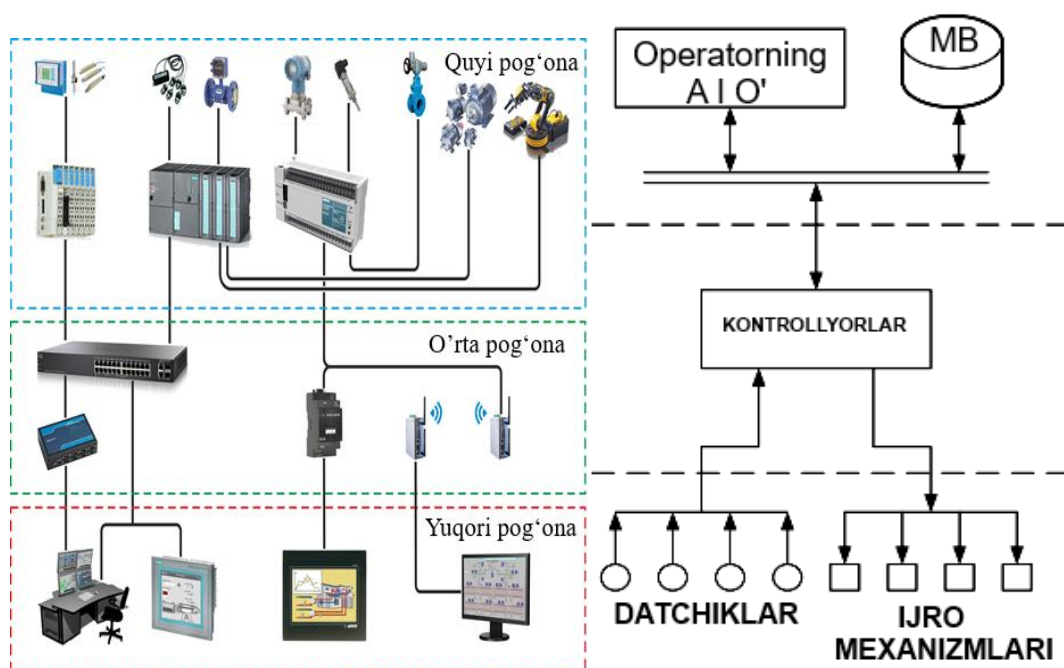 Quyi pog‘ona
O’rta pog‘ona
Yuqori pog‘ona
Operatorning
A I O'
MB
KONTROLLYORLAR
DATCHIKLAR
IJRO
MEXANIZMLARI